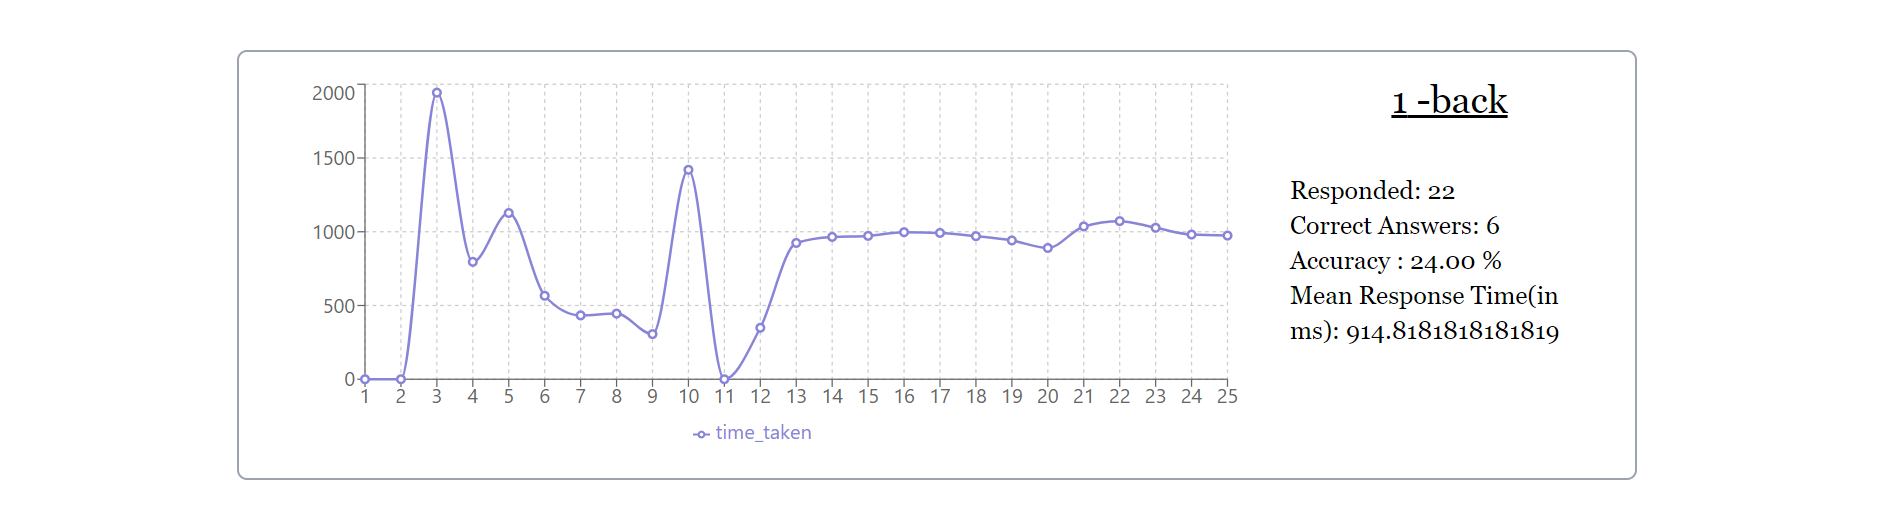 1 -back
2000
1500
1000
500
0
1 2 3 4 5 6 7 8 9 10 11 12 13 14 15 16 17 18 19 20 21 22 23 24 25
time_taken
Responded: 22
Correct Answers: 6
Accuracy : 24.00 %
Mean Response Time(in
ms): 914.8181818181819